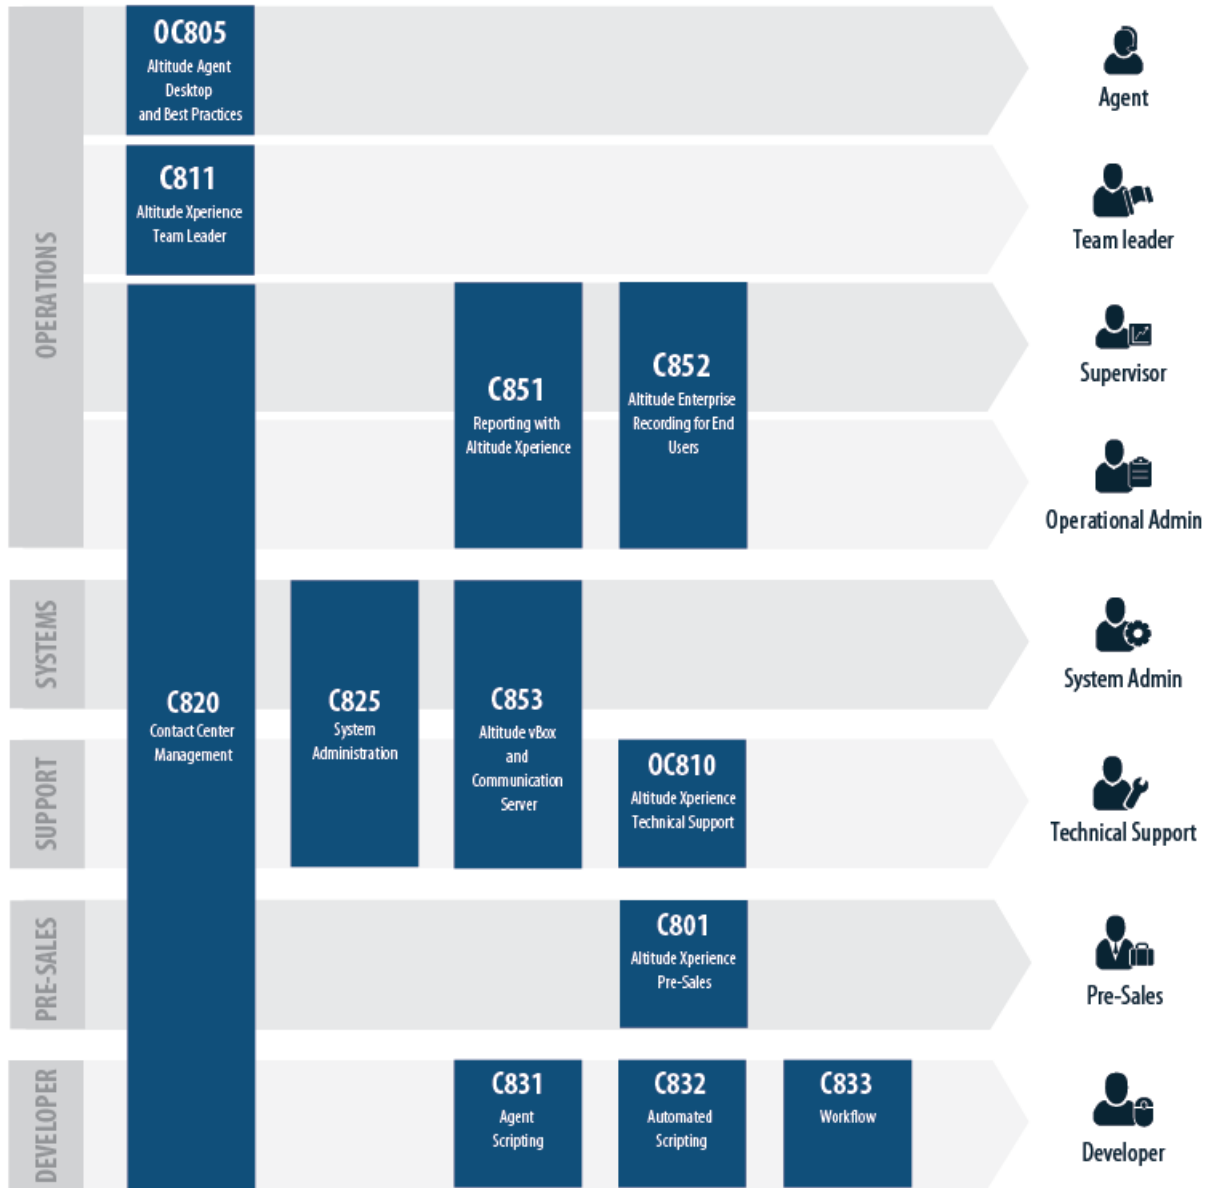 OPERATIONS
OC805
Altitude Agent
Desktop
and Best Practices
Agent
C811
Altitude Xperience
Team Leader
Team leader
C851
Reporting with
Altitude Xperience
C852
Altitude Enterprise
Recording for End
Users
Supervisor
Operational Admin
SYSTEMS
C820
Contact Center
Management
C825
System
Administration
C853
Altitude vBox
and
Communication
Server
System Admin
SUPPORT
OC810
Altitude Xperience
Technical Support
Technical Support
PRE-SALES
C801
Altitude Xperience
Pre-Sales
Pre-Sales
DEVELOPER
C831
Agent
Scripting
C832
Automated
Scripting
C833
Workflow
Developer